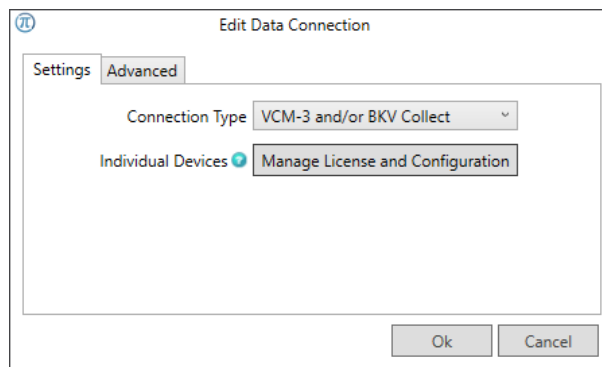 Edit Data Connection
Settings Advanced
Connection Type VCM-3 and/or BKV Collect
Individual Devices Manage License and Configuration
Ok Cancel